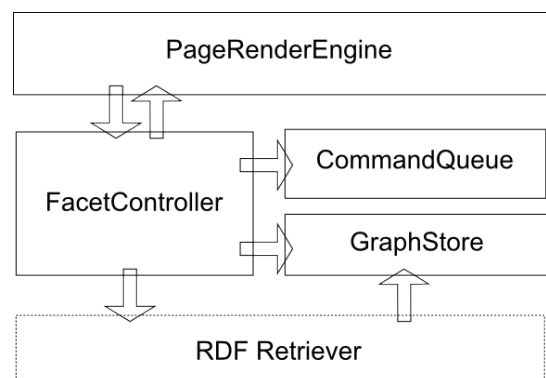 PageRenderEngine
CommandQueue
FacetController
GraphStore
RDF Retriever